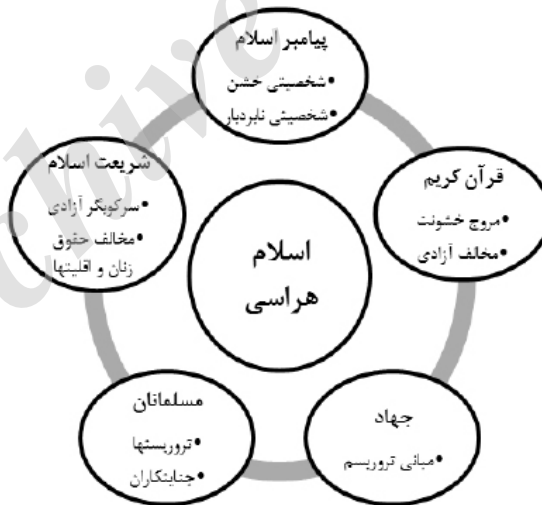 پیامبر اسلام
•شخصیتی خشن
•شخصیتی نابردبار
قرآن کریم
•مروج خشونت
•مخالف آزادی
جهاد
•مبانی تروریسم
مسلمانان
•تروریستها
•جنایتکاران
شریعت اسلام
•سرکوبگر آزادی
•مخالف حقوق
زنان و اقلیتها
اسلام
هراسی
chive